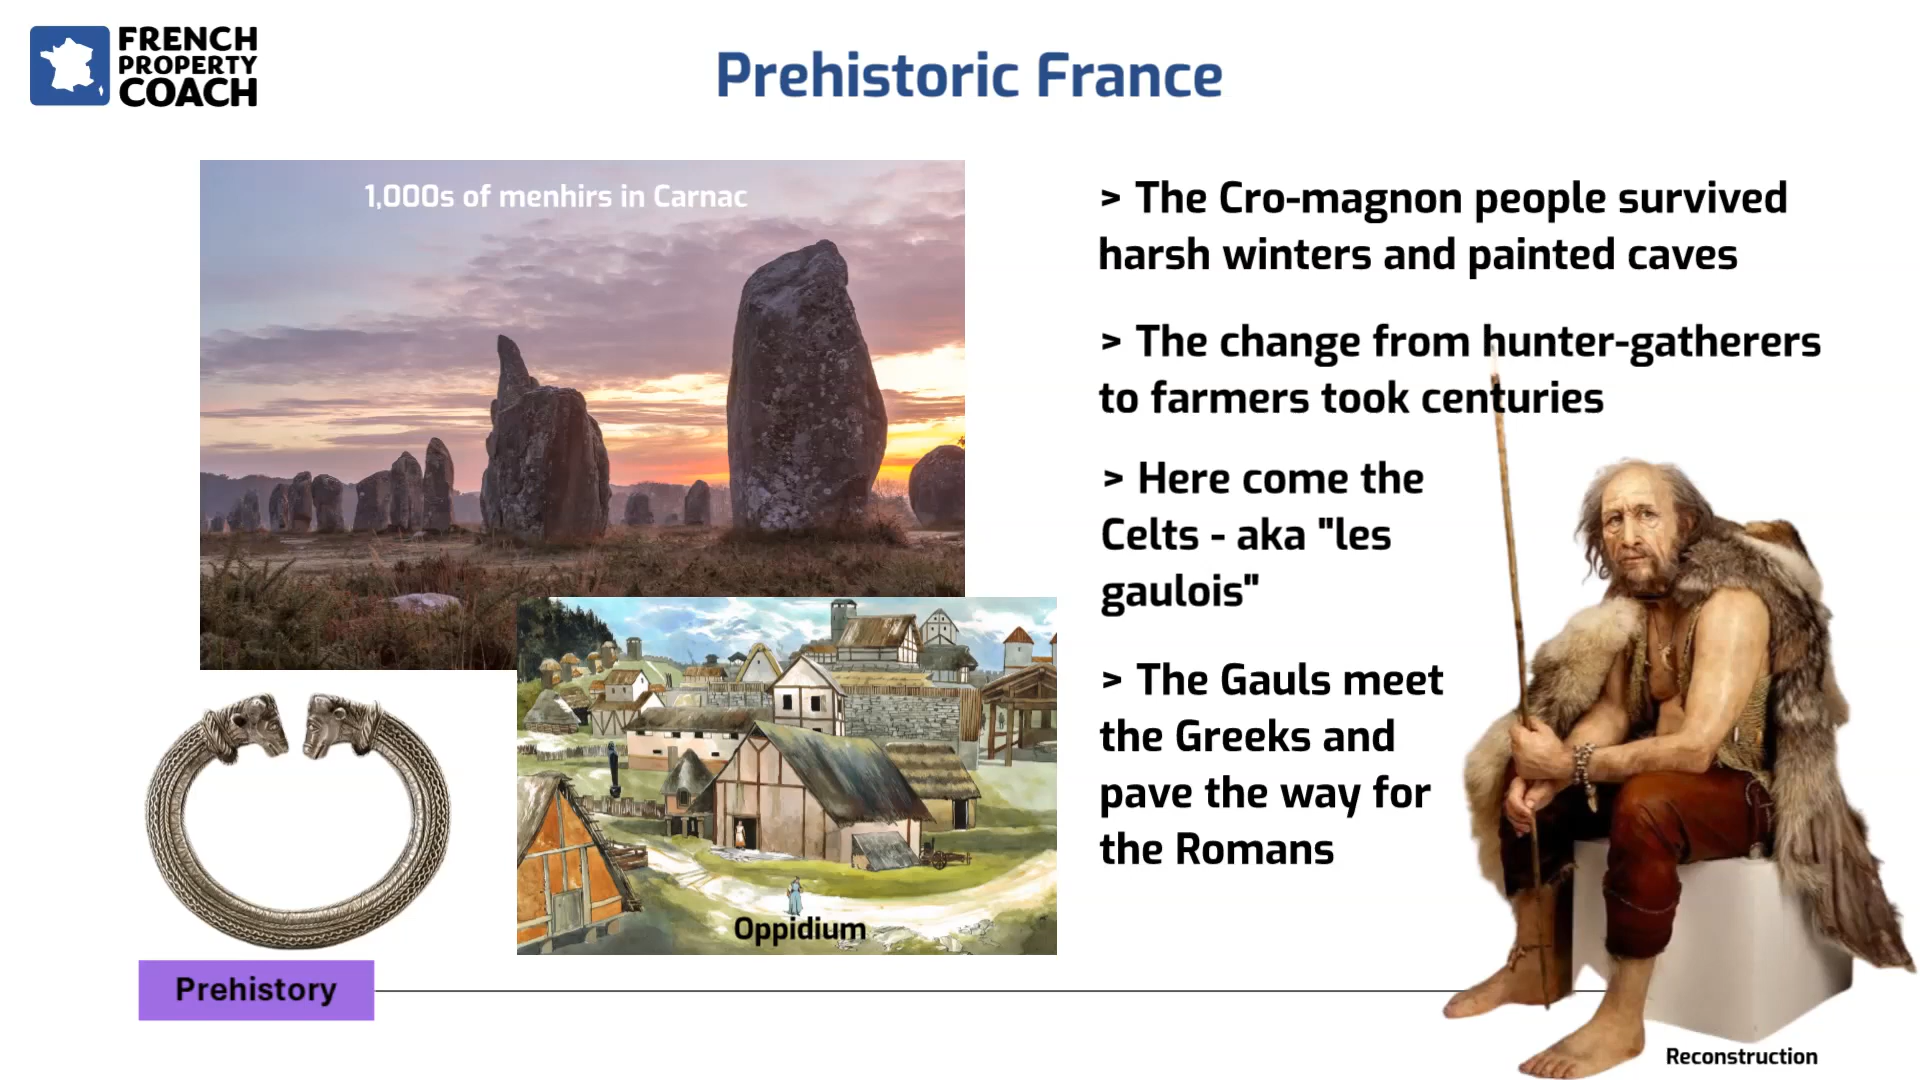 FRENCH
PROPERTY
COACH
Prehistoric France
1,000s of menhirs in Carnac
> The Cro-magnon people survived
harsh winters and painted caves
> The change from hunter-gatherers
to farmers took centuries
> Here come the
Celts - aka "les
gaulois"
> The Gauls meet
the Greeks and
pave the way for
the Romans
Oppidium
Prehistory
Reconstruction